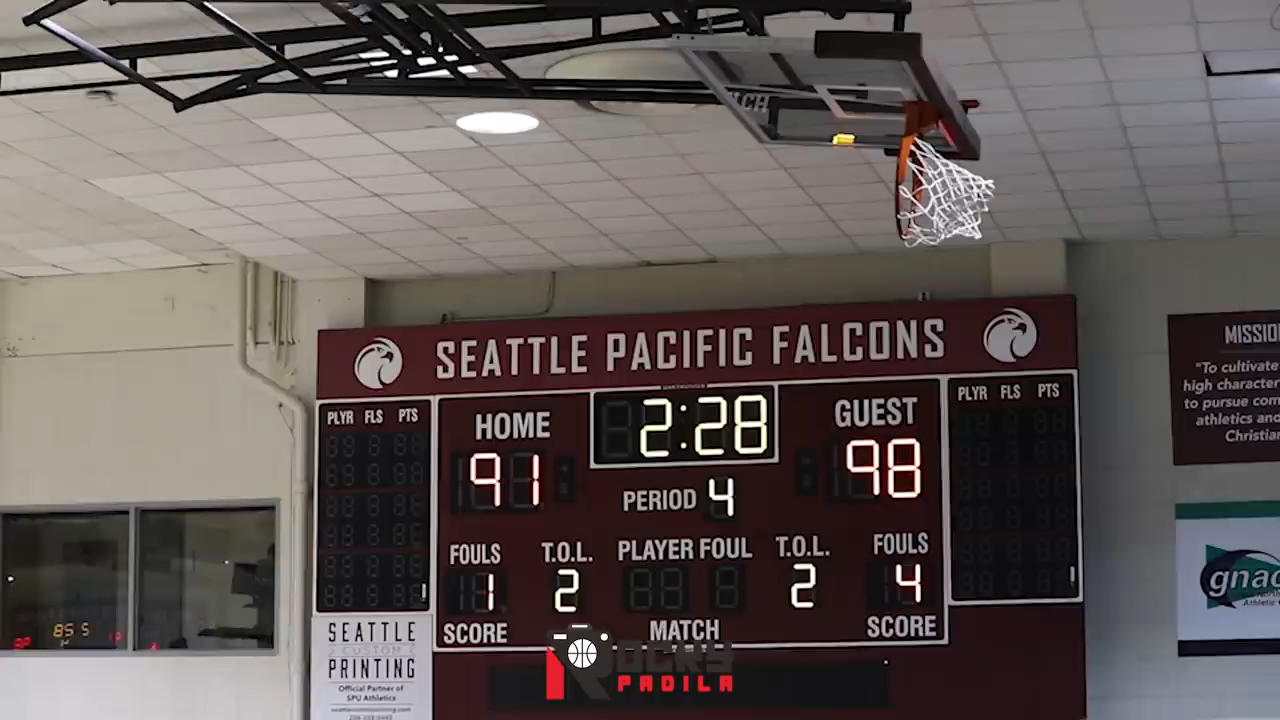 SEATTLE PACIFIC FALCONS
PLYR FLS PTS
HOME
91
2:28
GUEST
98
PERIOD 4
PLYR FLS PTS
FOULS
1
T.O.L.
2
PLAYER FOUL
T.O.L.
2
FOULS
4
SCORE
MATCH
SCORE
SEATTLE
CUSTOM
PRINTING
Official Partner of
SPU Athletics
ROCKY
PADILA
MISSIO
"To cultivate
high character
to pursue com
athletics and
Christian
gnac
Athletic